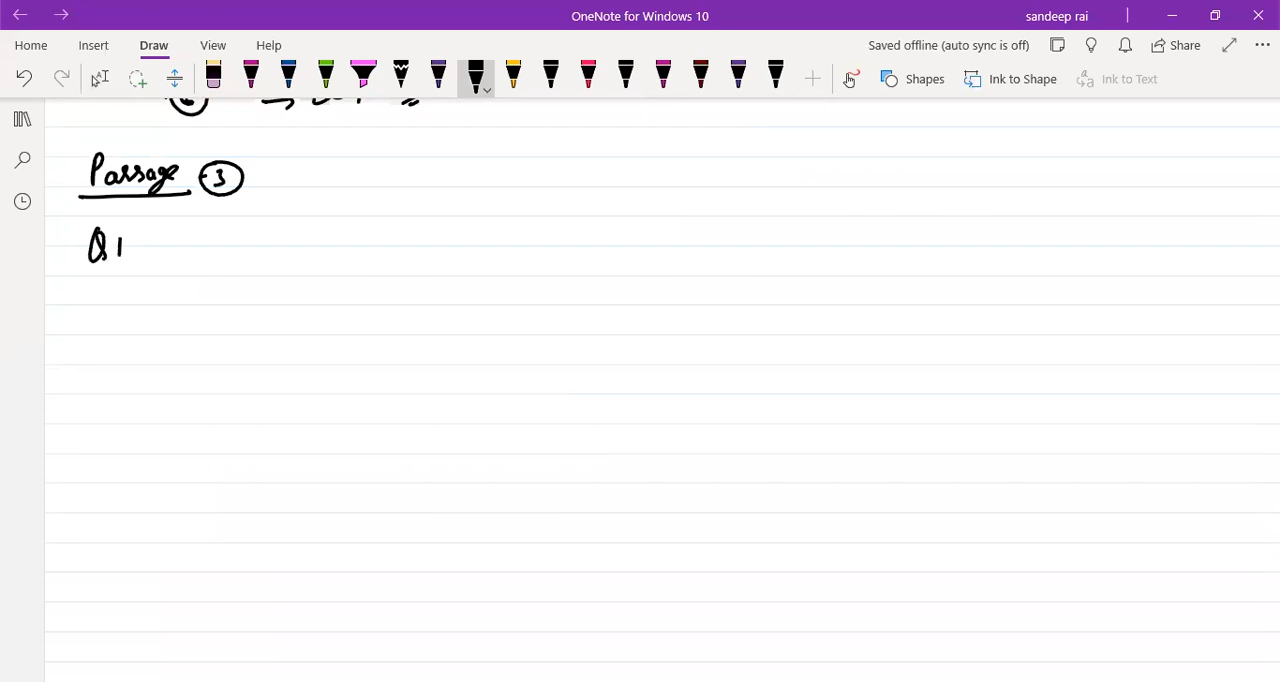 OneNote for Windows 10
sandeep rai
Home Insert Draw View Help
Saved offline (auto sync is off)
Share
Shapes
Ink to Shape
Ink to Text
Passage -3
Q1